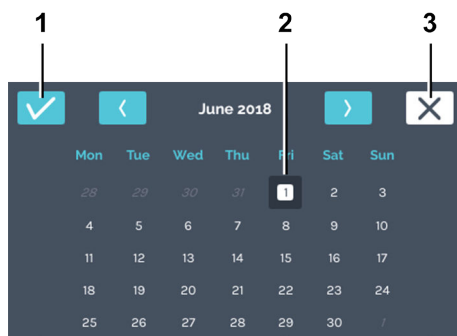 1 2 3
June 2018
Mon Tue Wed Thu Fri Sat Sun
28 29 30 31 1 2 3
4 5 6 7 8 9 10
11 12 13 14 15 16 17
18 19 20 21 22 23 24
25 26 27 28 29 30 1